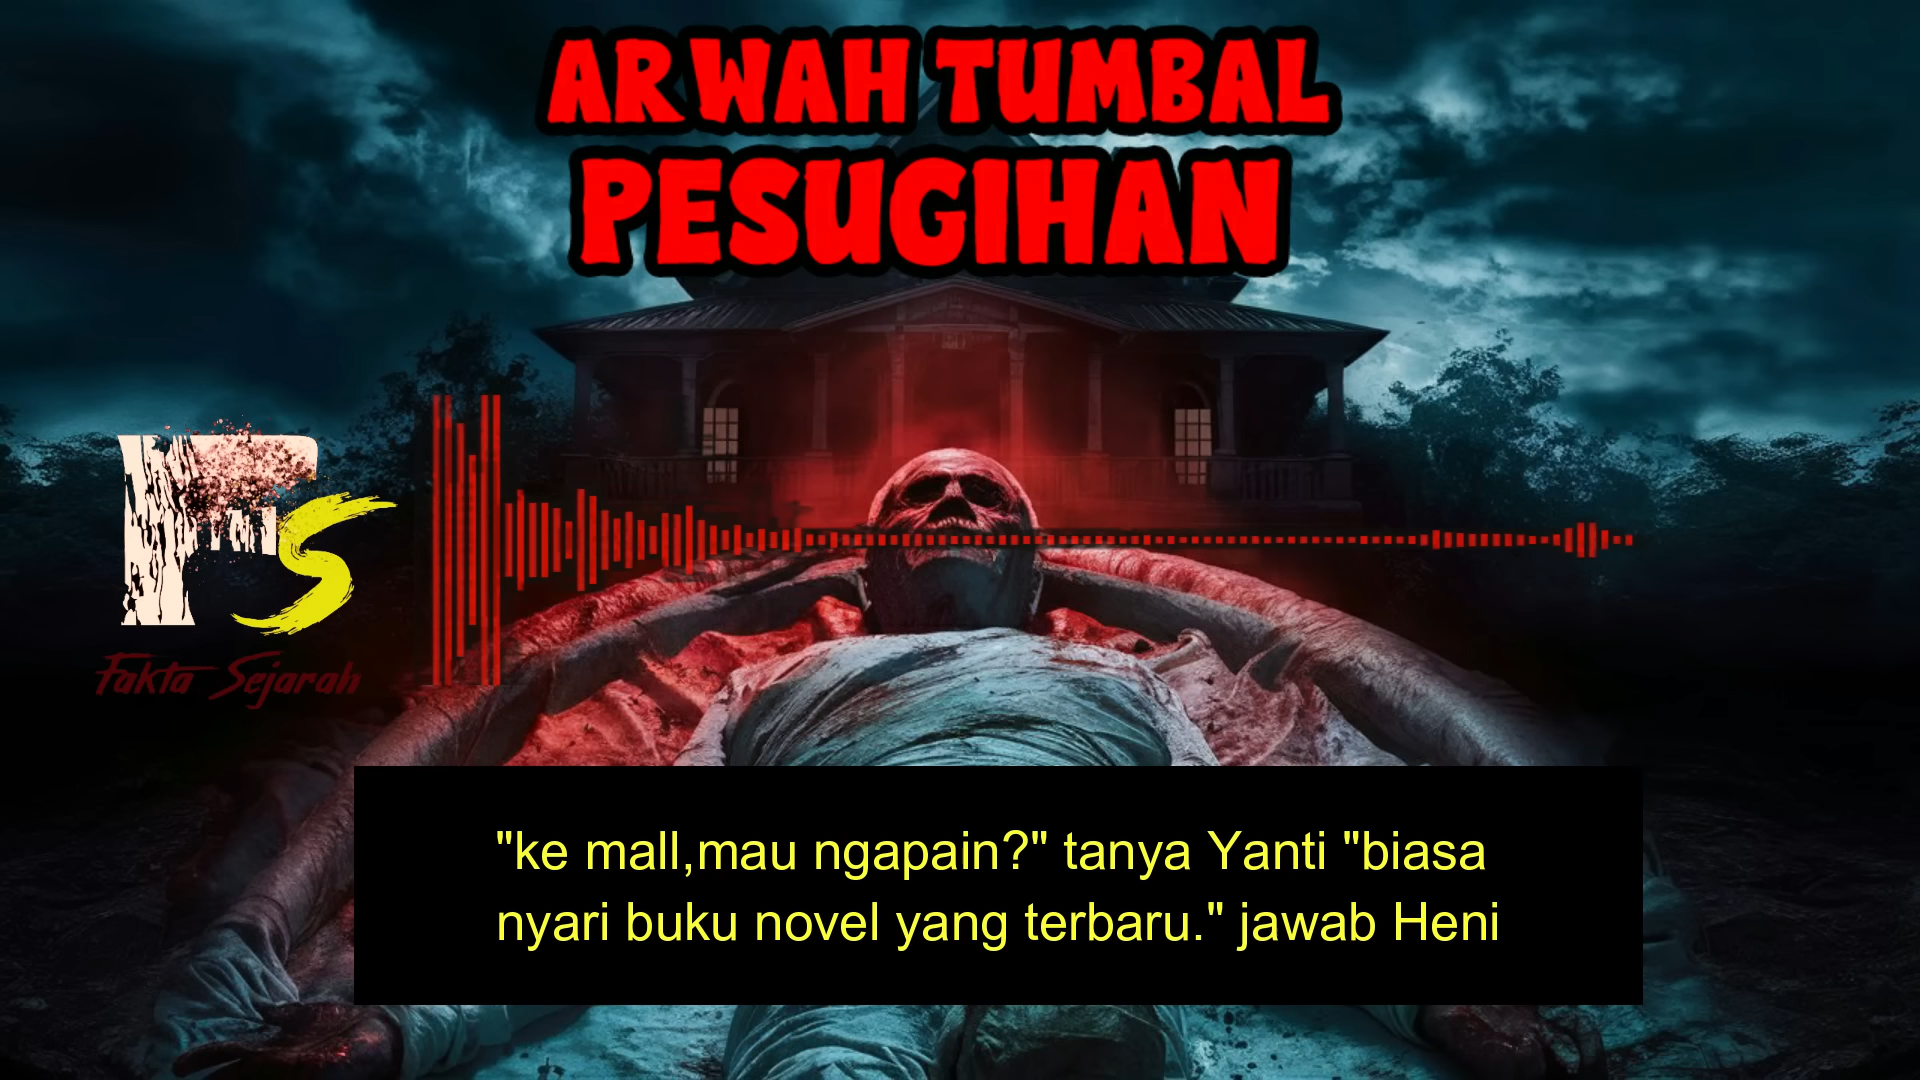 ARWAH TUMBAL
PESUGIHAN
FS
Fakta Sejarah
"ke mall,mau ngapain?" tanya Yanti "biasa
nyari buku novel yang terbaru." jawab Heni